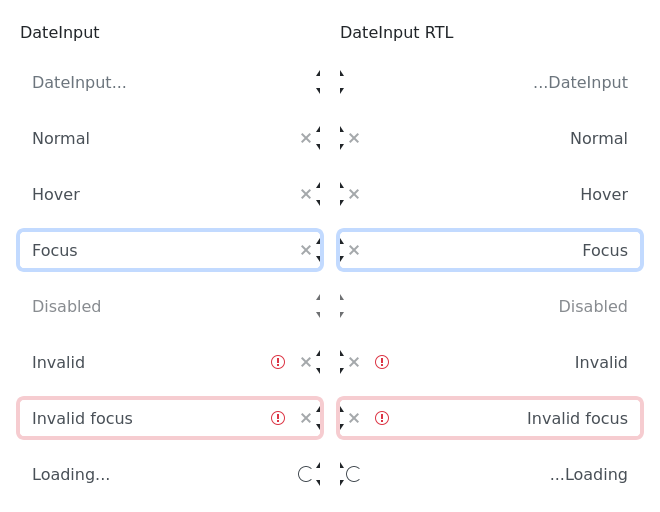 DateInput
DateInput RTL
DateInput...
...DateInput
Normal
Normal
Hover
Hover
Focus
Focus
Disabled
Disabled
Invalid
Invalid
Invalid focus
Invalid focus
Loading...
...Loading